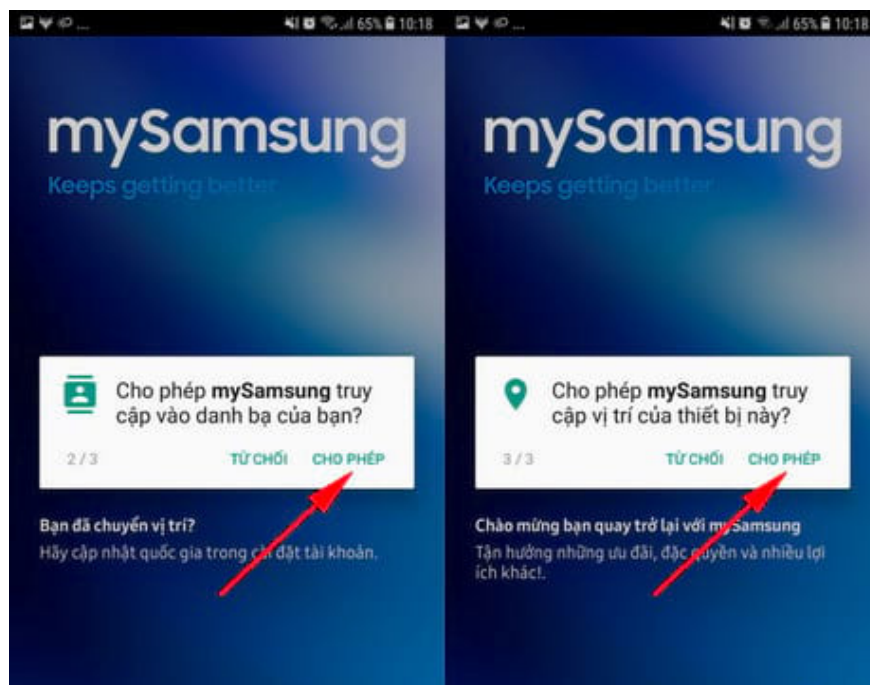 ... 65% 10:18
mySamsung
Keeps getting better
Cho phép mySamsung truy
cập vào danh bạ của bạn?
2 / 3 TỪ CHỐI CHO PHÉP
Bạn đã chuyển vị trí?
Hãy cập nhật quốc gia trong cài đặt tài khoản.
... 65% 10:18
mySamsung
Keeps getting better
Cho phép mySamsung truy
cập vị trí của thiết bị này?
3 / 3 TỪ CHỐI CHO PHÉP
Chào mừng bạn quay trở lại với mySamsung
Tận hưởng những ưu đãi, đặc quyền và nhiều lợi
ích khác!.